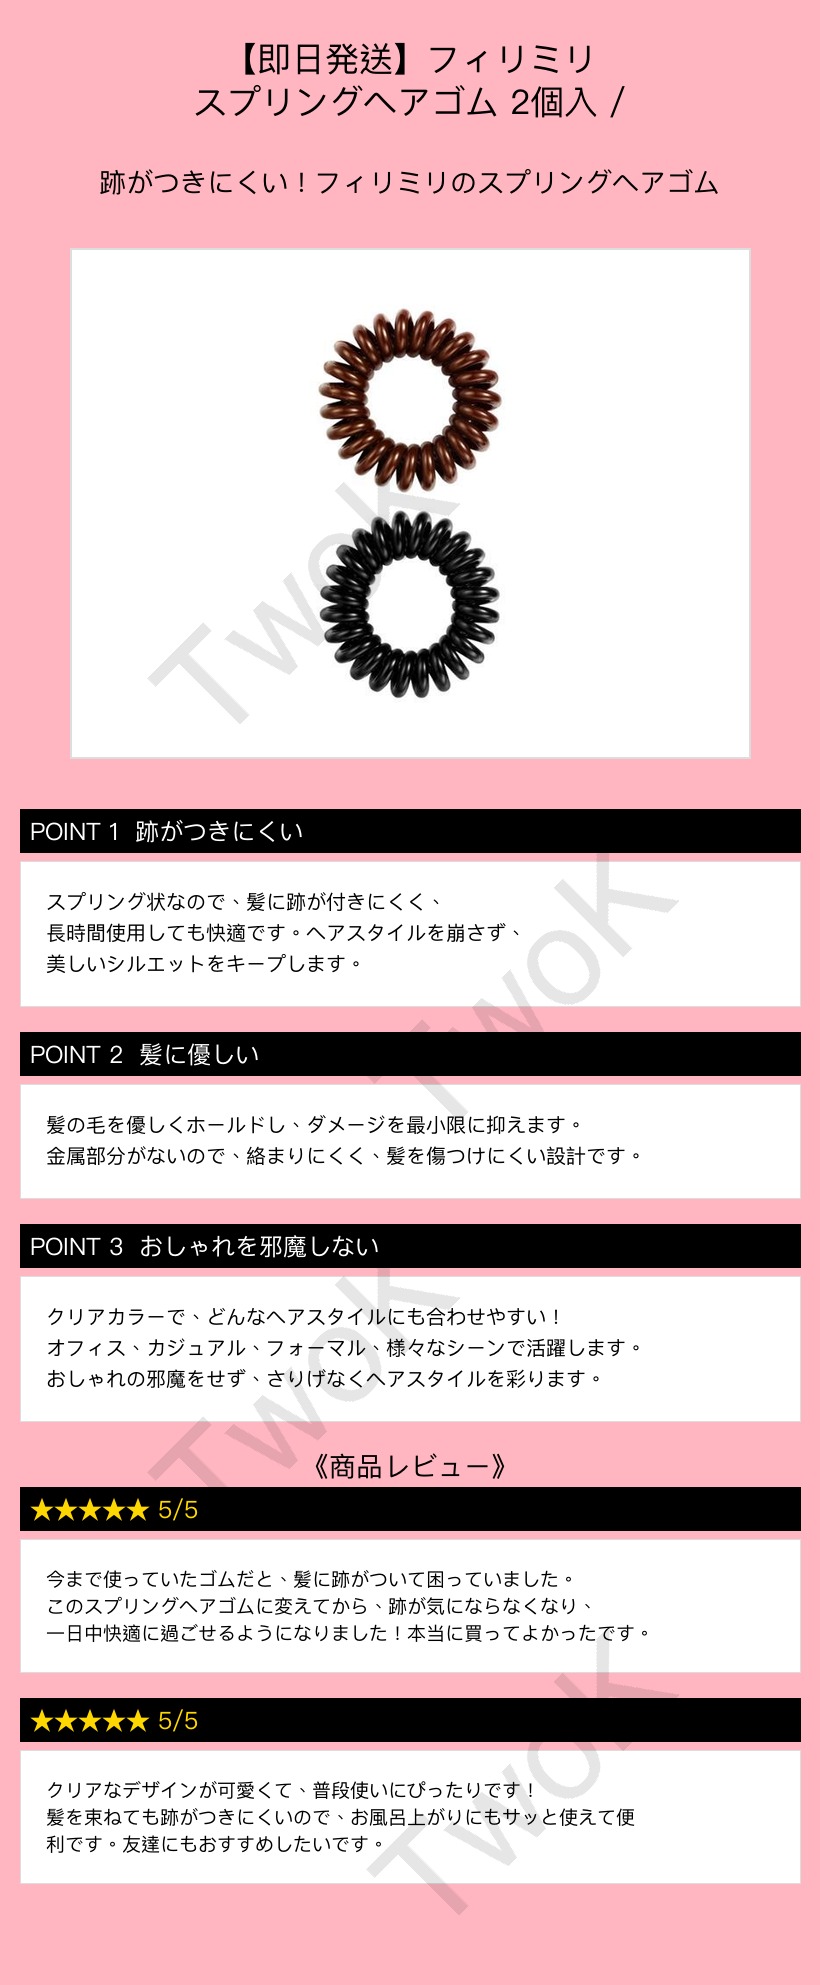 【即日発送】フィリミリ
スプリングヘアゴム 2個入 /
跡がつきにくい！フィリミリのスプリングヘアゴム
TwoK
POINT 1 跡がつきにくい
スプリング状なので、髪に跡が付きにくく、
長時間使用しても快適です。ヘアスタイルを崩さず、
美しいシルエットをキープします。
TwoK
POINT 2 髪に優しい
髪の毛を優しくホールドし、ダメージを最小限に抑えます。
金属部分がないので、絡まりにくく、髪を傷つけにくい設計です。
POINT 3 おしゃれを邪魔しない
クリアカラーで、どんなヘアスタイルにも合わせやすい！
オフィス、カジュアル、フォーマル、様々なシーンで活躍します。
おしゃれの邪魔をせず、さりげなくヘアスタイルを彩ります。
TwoK
《商品レビュー》
★★★★★ 5/5
今まで使っていたゴムだと、髪に跡がついて困っていました。
このスプリングヘアゴムに変えてから、跡が気にならなくなり、
一日中快適に過ごせるようになりました！本当に買ってよかったです。
★★★★★ 5/5
クリアなデザインが可愛くて、普段使いにぴったりです！
髪を束ねても跡がつきにくいので、お風呂上がりにもサッと使えて便
利です。友達にもおすすめしたいです。
TwoK